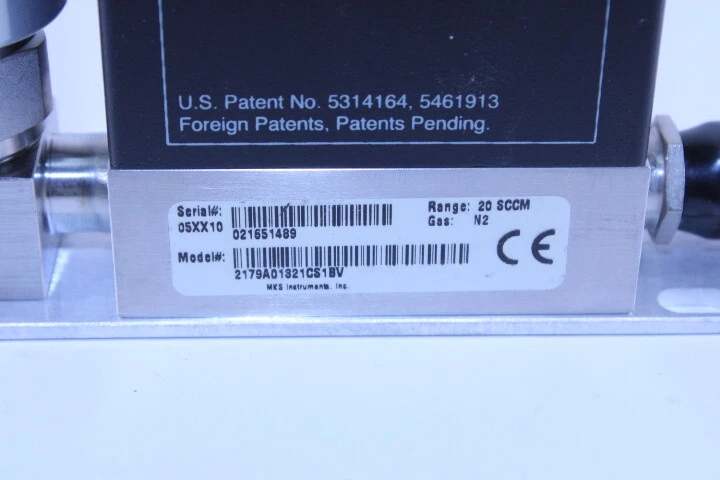 U.S. Patent No. 5314164, 5461913
Foreign Patents, Patents Pending.
Serial#: Range: 20 SCCM
05XX10 021651489 Gas: N2
Model#:
2179A01321CS1BV
MKS Instruments, Inc.
CE